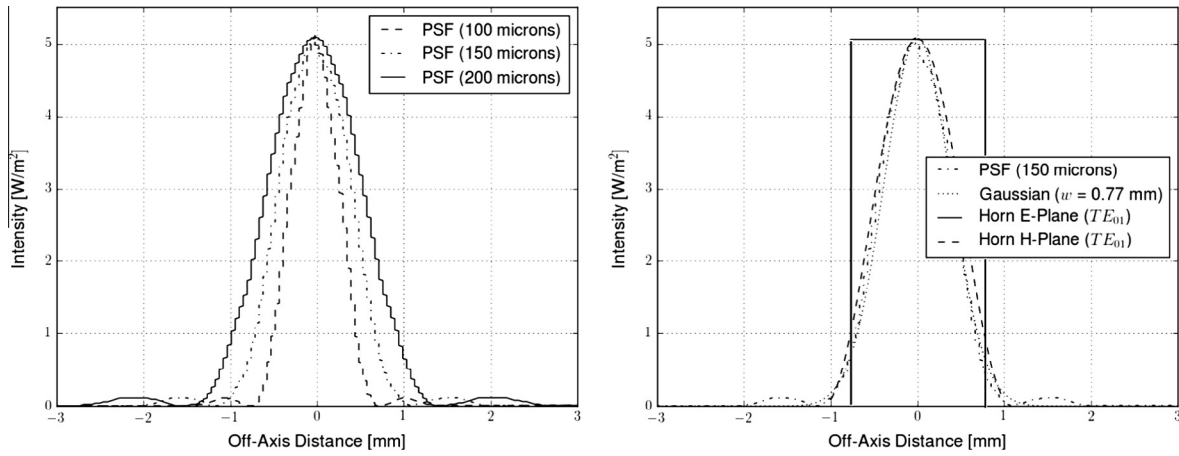 PSF (100 microns)
PSF (150 microns)
PSF (200 microns)
Intensity [W/m²]
5
4
3
2
1
0
−3 −2 −1 0 1 2 3
Off-Axis Distance [mm]
PSF (150 microns)
Gaussian (w = 0.77 mm)
Horn E-Plane (TE₀₁)
Horn H-Plane (TE₀₁)
Intensity [W/m²]
5
4
3
2
1
0
−3 −2 −1 0 1 2 3
Off-Axis Distance [mm]